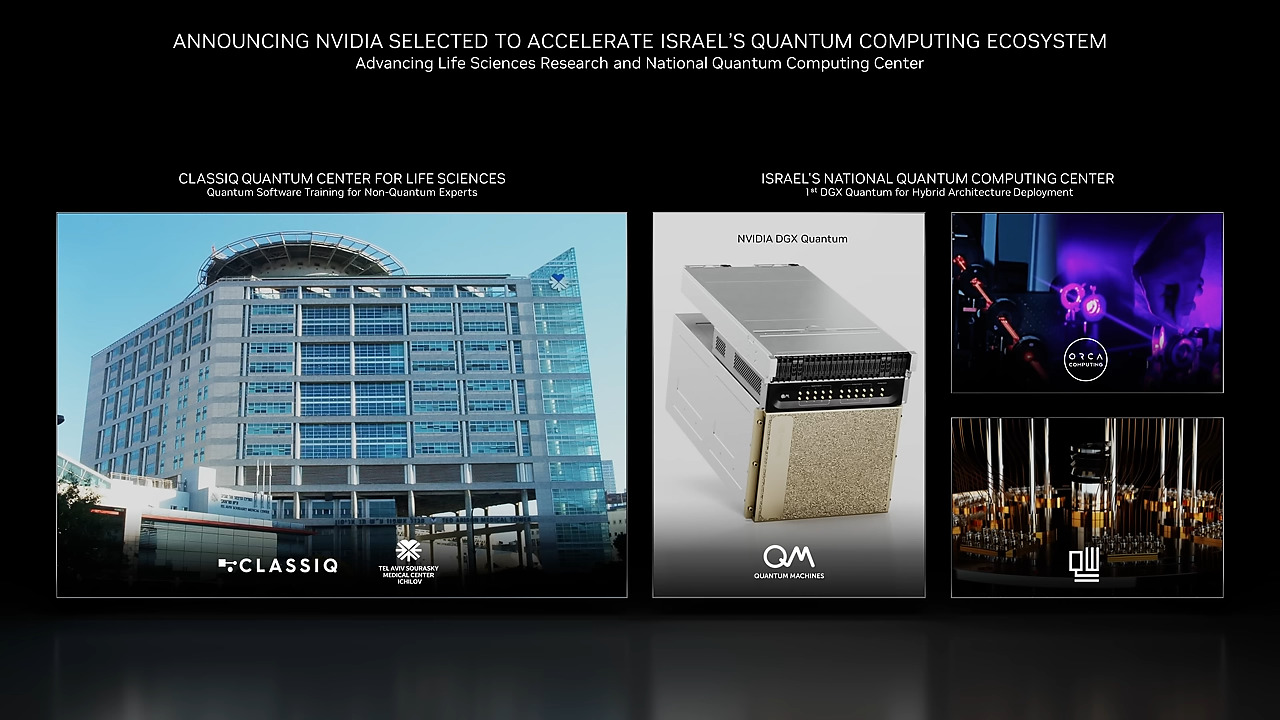 ANNOUNCING NVIDIA SELECTED TO ACCELERATE ISRAEL'S QUANTUM COMPUTING ECOSYSTEM
Advancing Life Sciences Research and National Quantum Computing Center
CLASSIQ QUANTUM CENTER FOR LIFE SCIENCES
Quantum Software Training for Non-Quantum Experts
CLASSIQ
TEL AVIV SOURASKY
MEDICAL CENTER
ICHILOV
ISRAEL'S NATIONAL QUANTUM COMPUTING CENTER
1st DGX Quantum for Hybrid Architecture Deployment
NVIDIA DGX Quantum
QM
QUANTUM MACHINES
ORCA
COMPUTING
QW